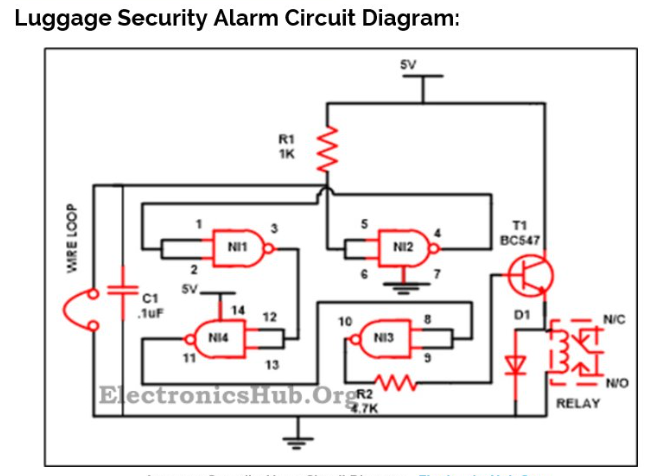 Luggage Security Alarm Circuit Diagram:
5V
R1
1K
WIRE LOOP
1
3
NI1
2
5
4
NI2
6
7
T1
BC547
5V
C1
.1uF
14
12
NI4
11
13
10
8
NI3
9
D1
N/C
N/O
RELAY
R2
4.7K
ElectronicsHub.Org